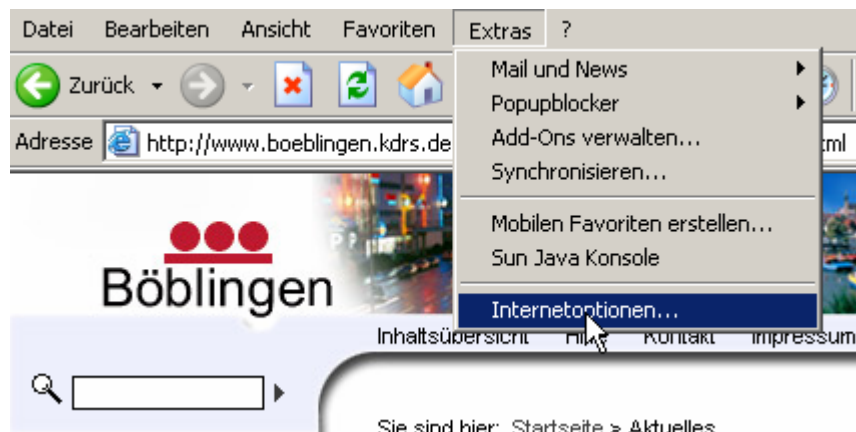 Datei Bearbeiten Ansicht Favoriten Extras ?
Zurück
Adresse http://www.boeblingen.kdrs.de
Mail und News
Popupblocker
Add-Ons verwalten...
Synchronisieren...
Mobilen Favoriten erstellen...
Sun Java Konsole
Internetoptionen...
Böblingen
Inhaltsübersicht Hilfe Kontakt Impressum
Sie sind hier: Startseite > Aktuelles